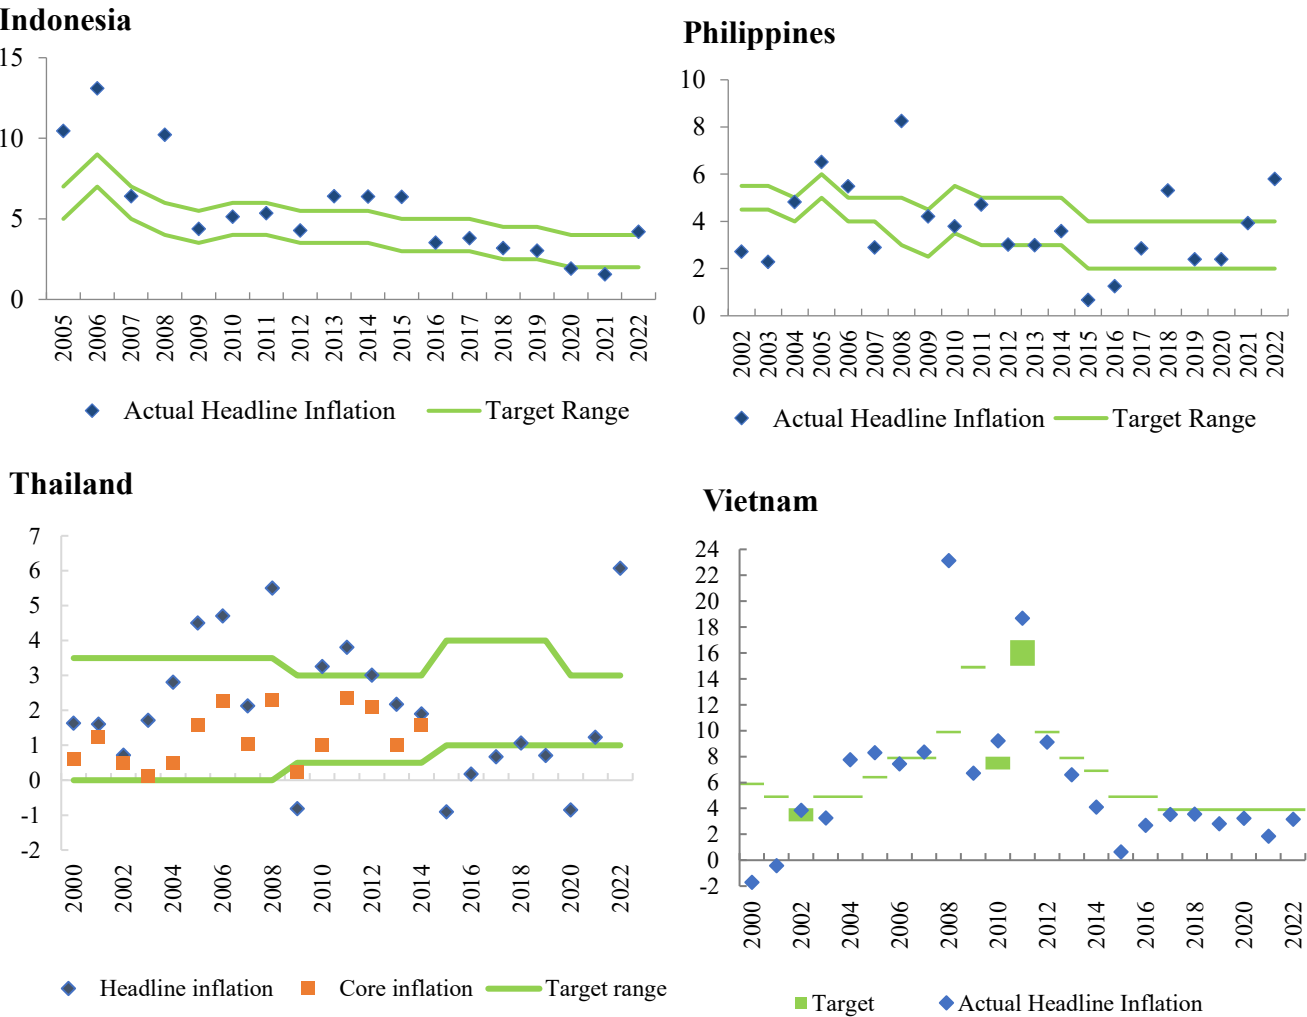 Indonesia
15
10
5
0
2005 2006 2007 2008 2009 2010 2011 2012 2013 2014 2015 2016 2017 2018 2019 2020 2021 2022
Actual Headline Inflation Target Range
Philippines
10
8
6
4
2
0
2002 2003 2004 2005 2006 2007 2008 2009 2010 2011 2012 2013 2014 2015 2016 2017 2018 2019 2020 2021 2022
Actual Headline Inflation Target Range
Thailand
7
6
5
4
3
2
1
0
-1
-2
2000 2002 2004 2006 2008 2010 2012 2014 2016 2018 2020 2022
Headline inflation Core inflation Target range
Vietnam
24
22
20
18
16
14
12
10
8
6
4
2
0
-2
2000 2002 2004 2006 2008 2010 2012 2014 2016 2018 2020 2022
Target Actual Headline Inflation